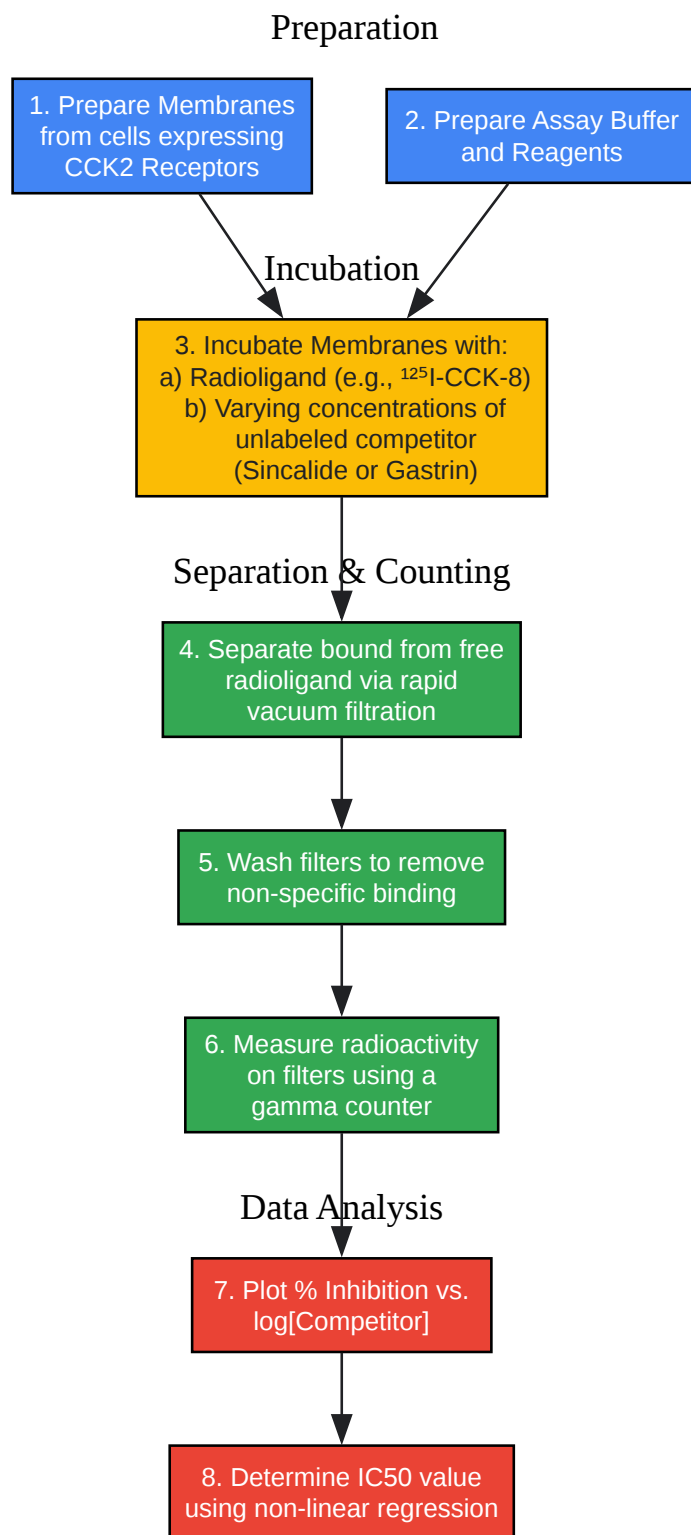 Preparation
1. Prepare Membranes
from cells expressing
CCK2 Receptors
2. Prepare Assay Buffer
and Reagents
Incubation
3. Incubate Membranes with:
a) Radioligand (e.g., ¹²⁵I-CCK-8)
b) Varying concentrations of
unlabeled competitor
(Sincalide or Gastrin)
Separation & Counting
4. Separate bound from free
radioligand via rapid
vacuum filtration
5. Wash filters to remove
non-specific binding
6. Measure radioactivity
on filters using a
gamma counter
Data Analysis
7. Plot % Inhibition vs.
log[Competitor]
8. Determine IC50 value
using non-linear regression